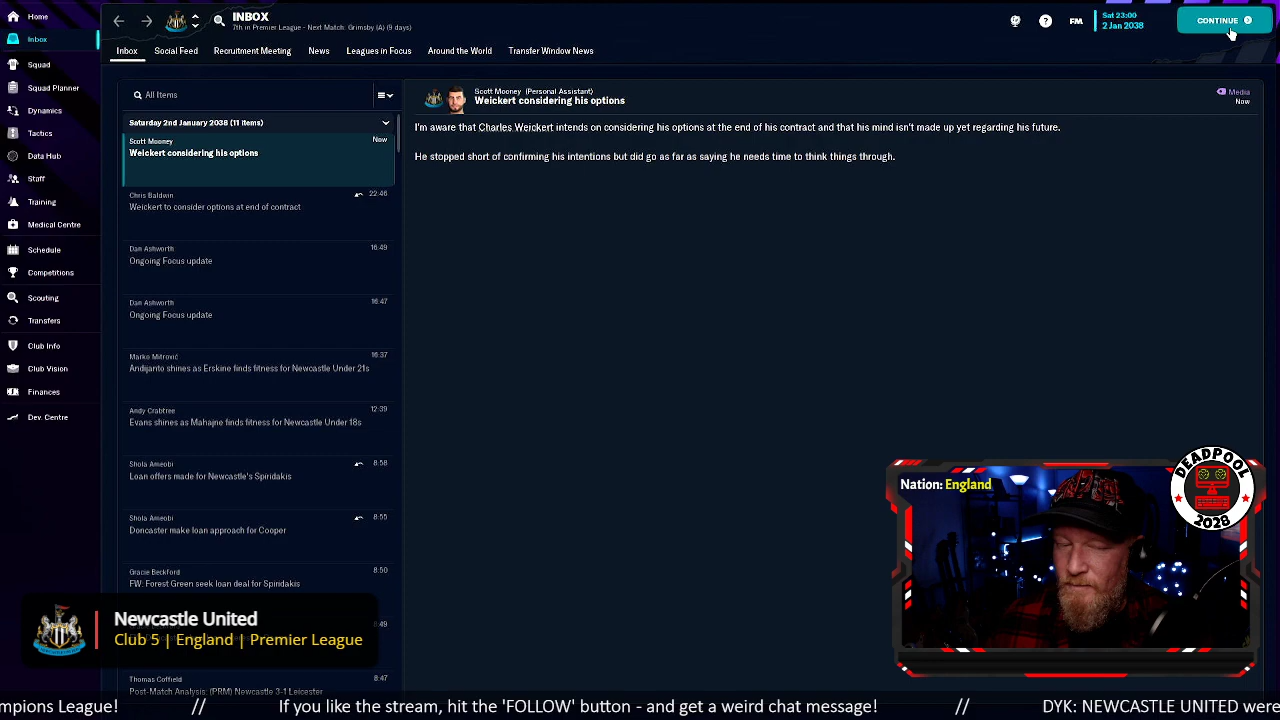 Home
Inbox
Squad
Squad Planner
Dynamics
Tactics
Data Hub
Staff
Training
Medical Centre
Schedule
Competitions
Scouting
Transfers
Club Info
Club Vision
Finances
Dev. Centre
INBOX
7th in Premier League - Next Match: Grimsby (A) (9 days)
FM
Sat 23:00
2 Jan 2038
CONTINUE
Inbox Social Feed Recruitment Meeting News Leagues in Focus Around the World Transfer Window News
All Items
Saturday 2nd January 2038 (11 items)
Scott Mooney Now
Weickert considering his options
Chris Baldwin 22:46
Weickert to consider options at end of contract
Dan Ashworth 16:49
Ongoing Focus update
Dan Ashworth 16:47
Ongoing Focus update
Marko Mitrović 16:37
Andijanto shines as Erskine finds fitness for Newcastle Under 21s
Andy Crabtree 12:39
Evans shines as Mahajne finds fitness for Newcastle Under 18s
Shola Ameobi 8:58
Loan offers made for Newcastle's Spiridakis
Shola Ameobi 8:55
Doncaster make loan approach for Cooper
Gracie Beckford 8:50
FW: Forest Green seek loan deal for Spiridakis
8:49
Thomas Coffield 8:47
Post-Match Analysis: (PRM) Newcastle 3-1 Leicester
Scott Mooney (Personal Assistant)
Weickert considering his options
Media
Now
I'm aware that Charles Weickert intends on considering his options at the end of his contract and that his mind isn't made up yet regarding his future.
He stopped short of confirming his intentions but did go as far as saying he needs time to think things through.
Nation: England
DEADPOOL
2028
Newcastle United
Club 5 | England | Premier League
mpions League! // If you like the stream, hit the 'FOLLOW' button - and get a weird chat message! // DYK: NEWCASTLE UNITED were